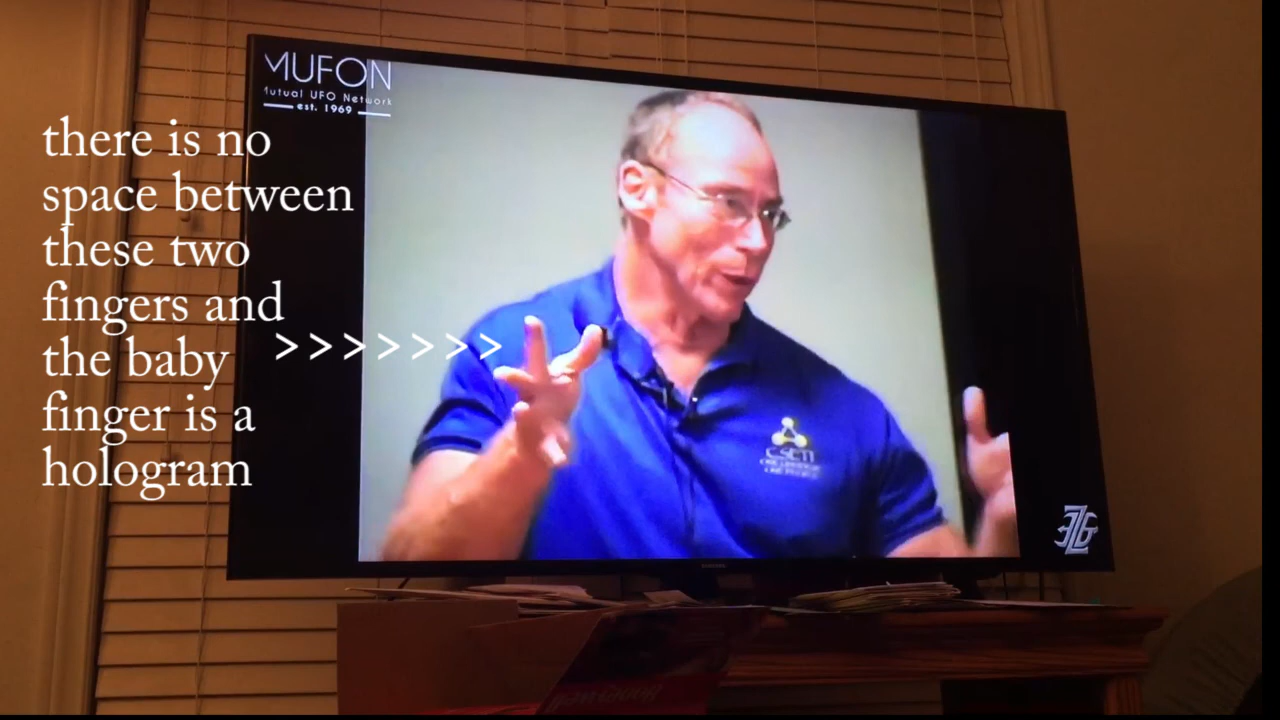 MUFON
Mutual UFO Network
est. 1969
there is no
space between
these two
fingers and
the baby
finger is a
hologram
>>>>>>>
CSETI
SAMSUNG